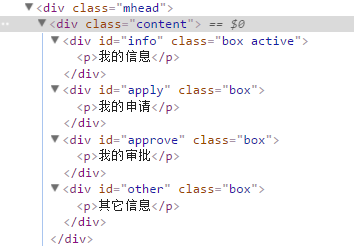 ▼<div class="mhead">
··▼<div class="content"> == $0
▼<div id="info" class="box active">
<p>我的信息</p>
</div>
▼<div id="apply" class="box">
<p>我的申请</p>
</div>
▼<div id="approve" class="box">
<p>我的审批</p>
</div>
▼<div id="other" class="box">
<p>其它信息</p>
</div>
</div>